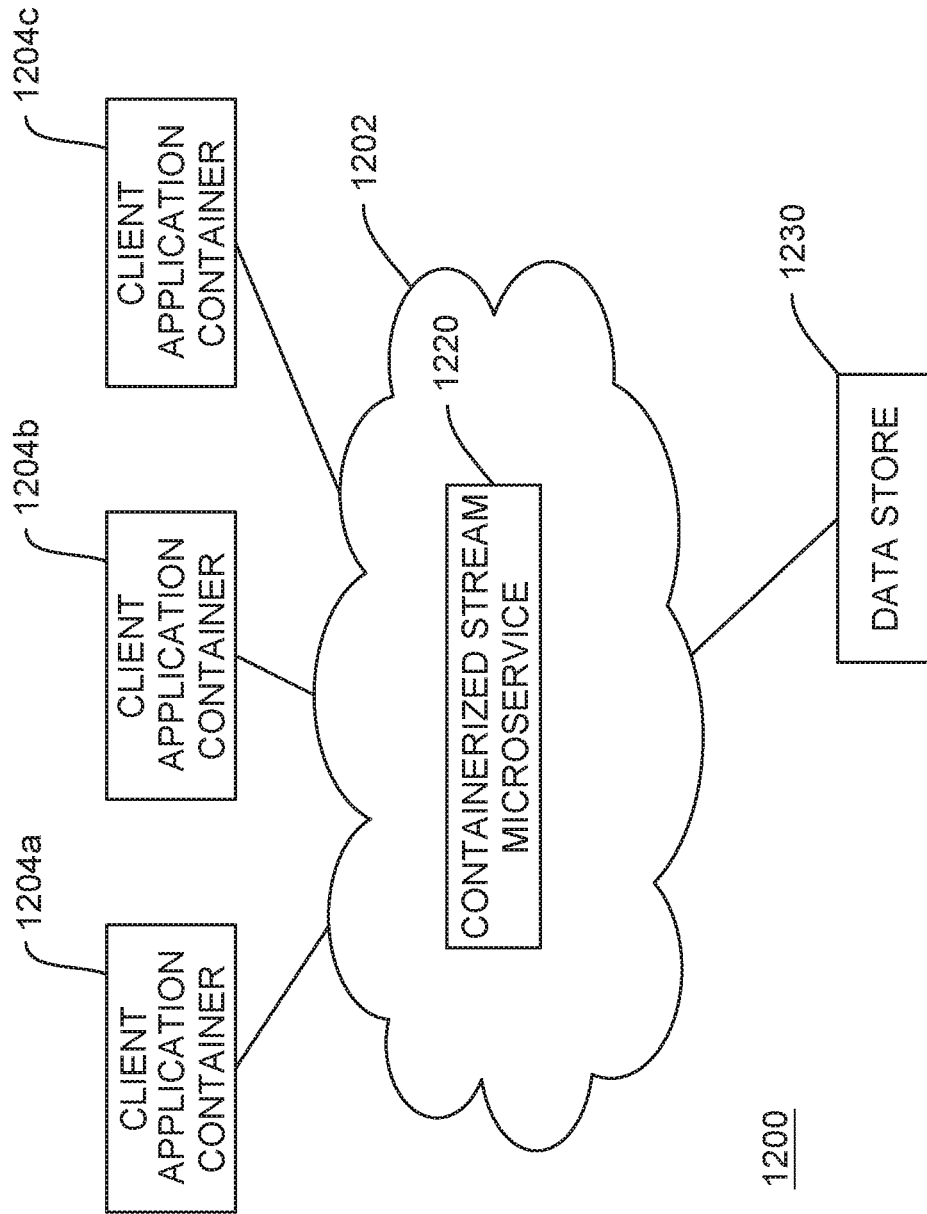 1204a
1204b
1204c
CLIENT
APPLICATION
CONTAINER
CLIENT
APPLICATION
CONTAINER
CLIENT
APPLICATION
CONTAINER
1202
1220
CONTAINERIZED STREAM
MICROSERVICE
1230
DATA STORE
1200